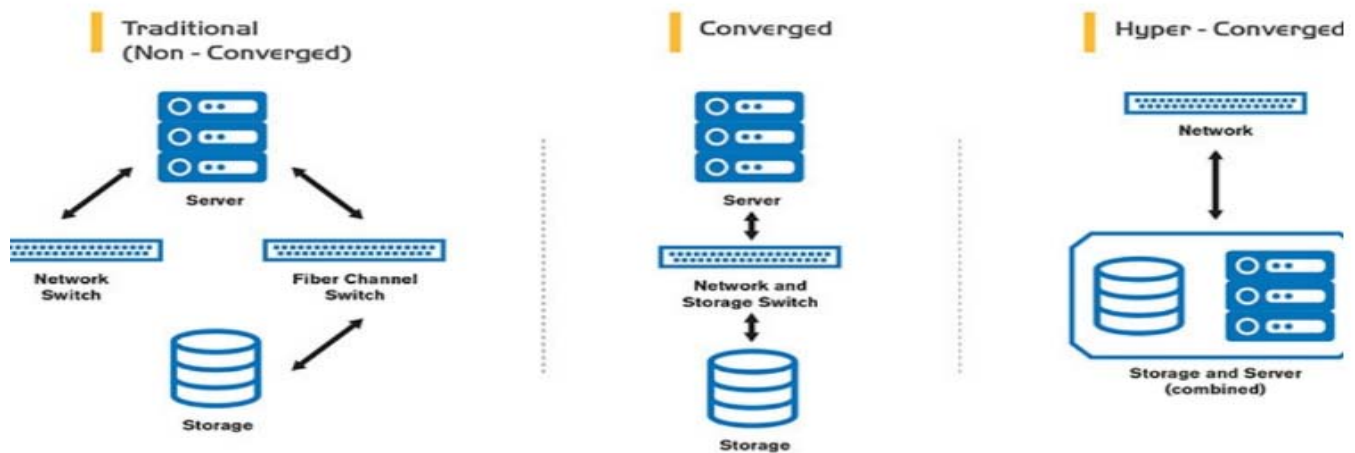 Traditional
(Non - Converged)
Server
Network
Switch
Fiber Channel
Switch
Storage
Converged
Server
Network and
Storage Switch
Storage
Hyper - Converged
Network
Storage and Server
(combined)